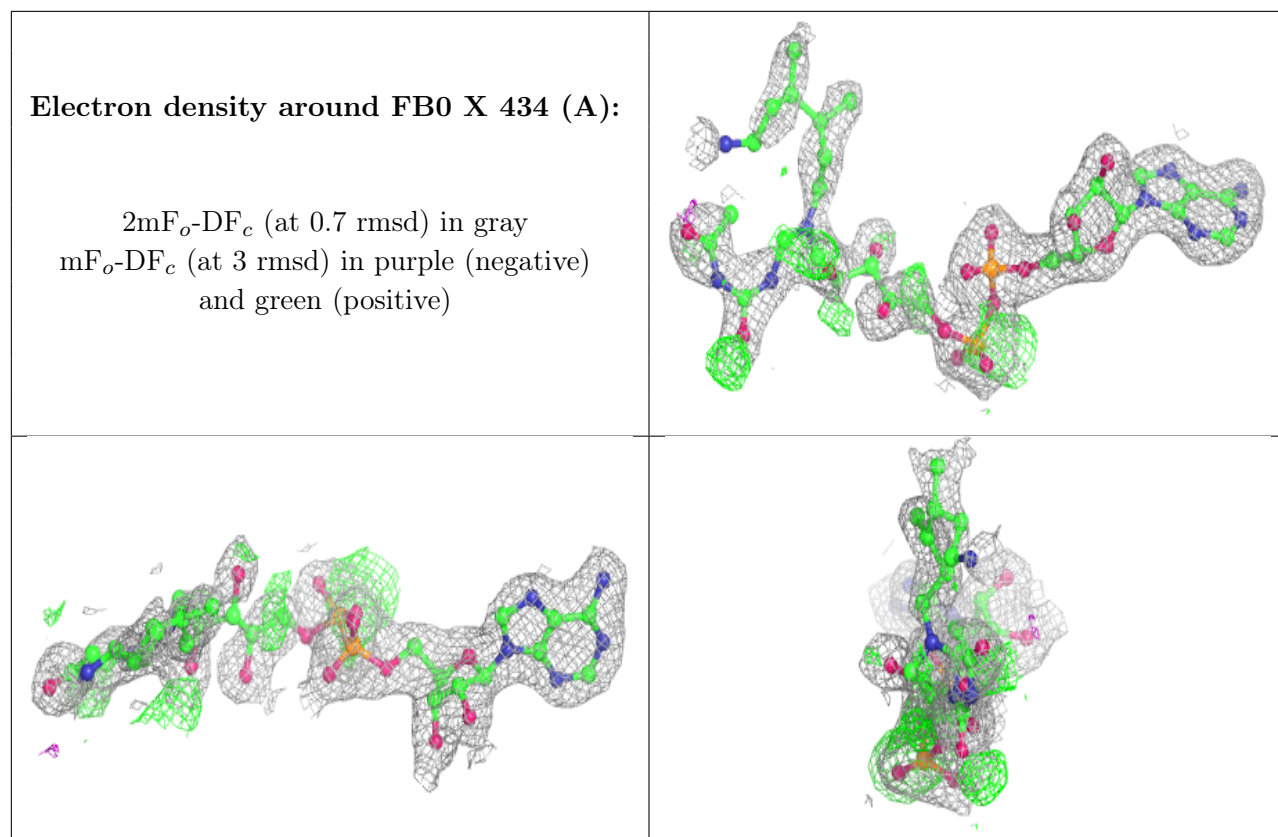 Electron density around FB0 X 434 (A):
2mFo-DFc (at 0.7 rmsd) in gray
mFo-DFc (at 3 rmsd) in purple (negative)
and green (positive)